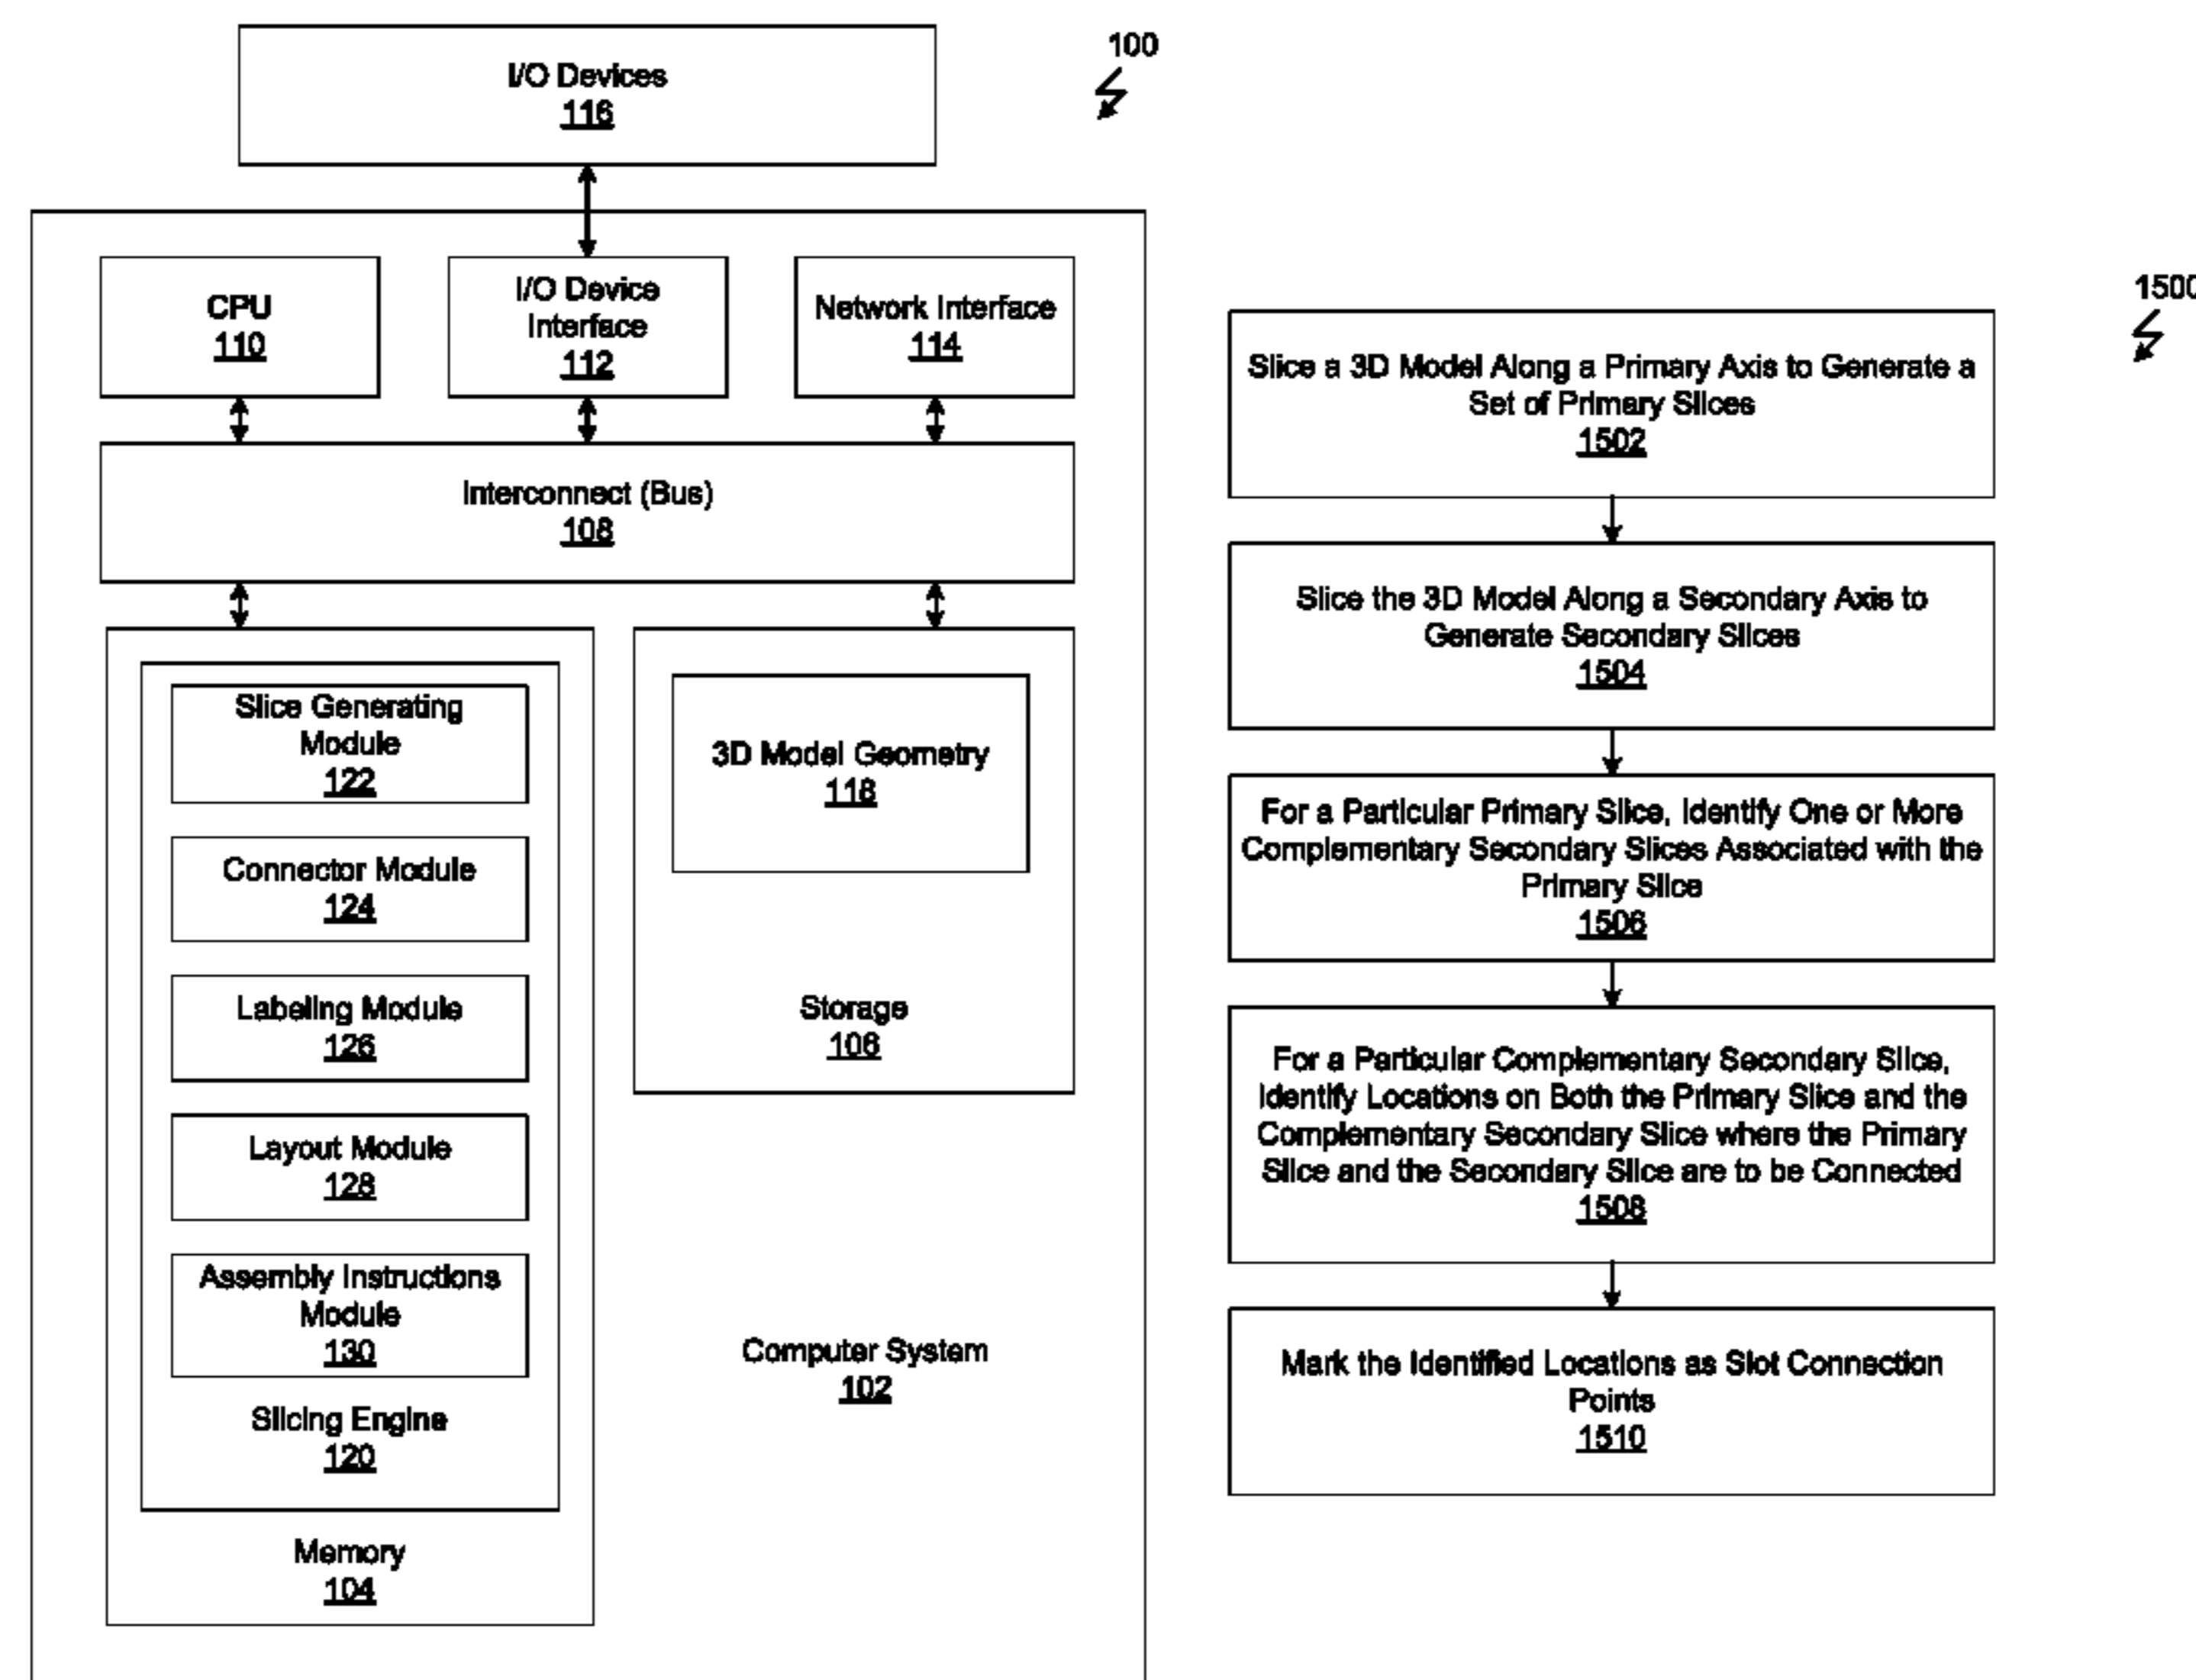 100
I/O Devices
116
CPU
110
I/O Device
Interface
112
Network Interface
114
Interconnect (Bus)
108
Slice Generating
Module
122
Connector Module
124
Labeling Module
126
Layout Module
128
Assembly Instructions
Module
130
Slicing Engine
120
Memory
104
3D Model Geometry
118
Storage
106
Computer System
102
1500
Slice a 3D Model Along a Primary Axis to Generate a
Set of Primary Slices
1502
Slice the 3D Model Along a Secondary Axis to
Generate Secondary Slices
1504
For a Particular Primary Slice, Identify One or More
Complementary Secondary Slices Associated with the
Primary Slice
1506
For a Particular Complementary Secondary Slice,
Identify Locations on Both the Primary Slice and the
Complementary Secondary Slice where the Primary
Slice and the Secondary Slice are to be Connected
1508
Mark the Identified Locations as Slot Connection
Points
1510